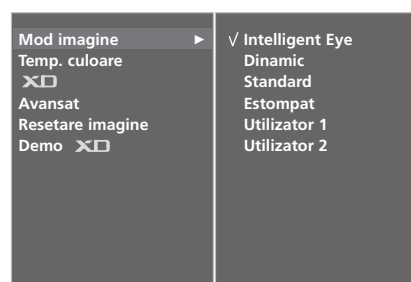 Mod imagine ►
Temp. culoare
XD
Avansat
Resetare imagine
Demo XD
√ Intelligent Eye
Dinamic
Standard
Estompat
Utilizator 1
Utilizator 2